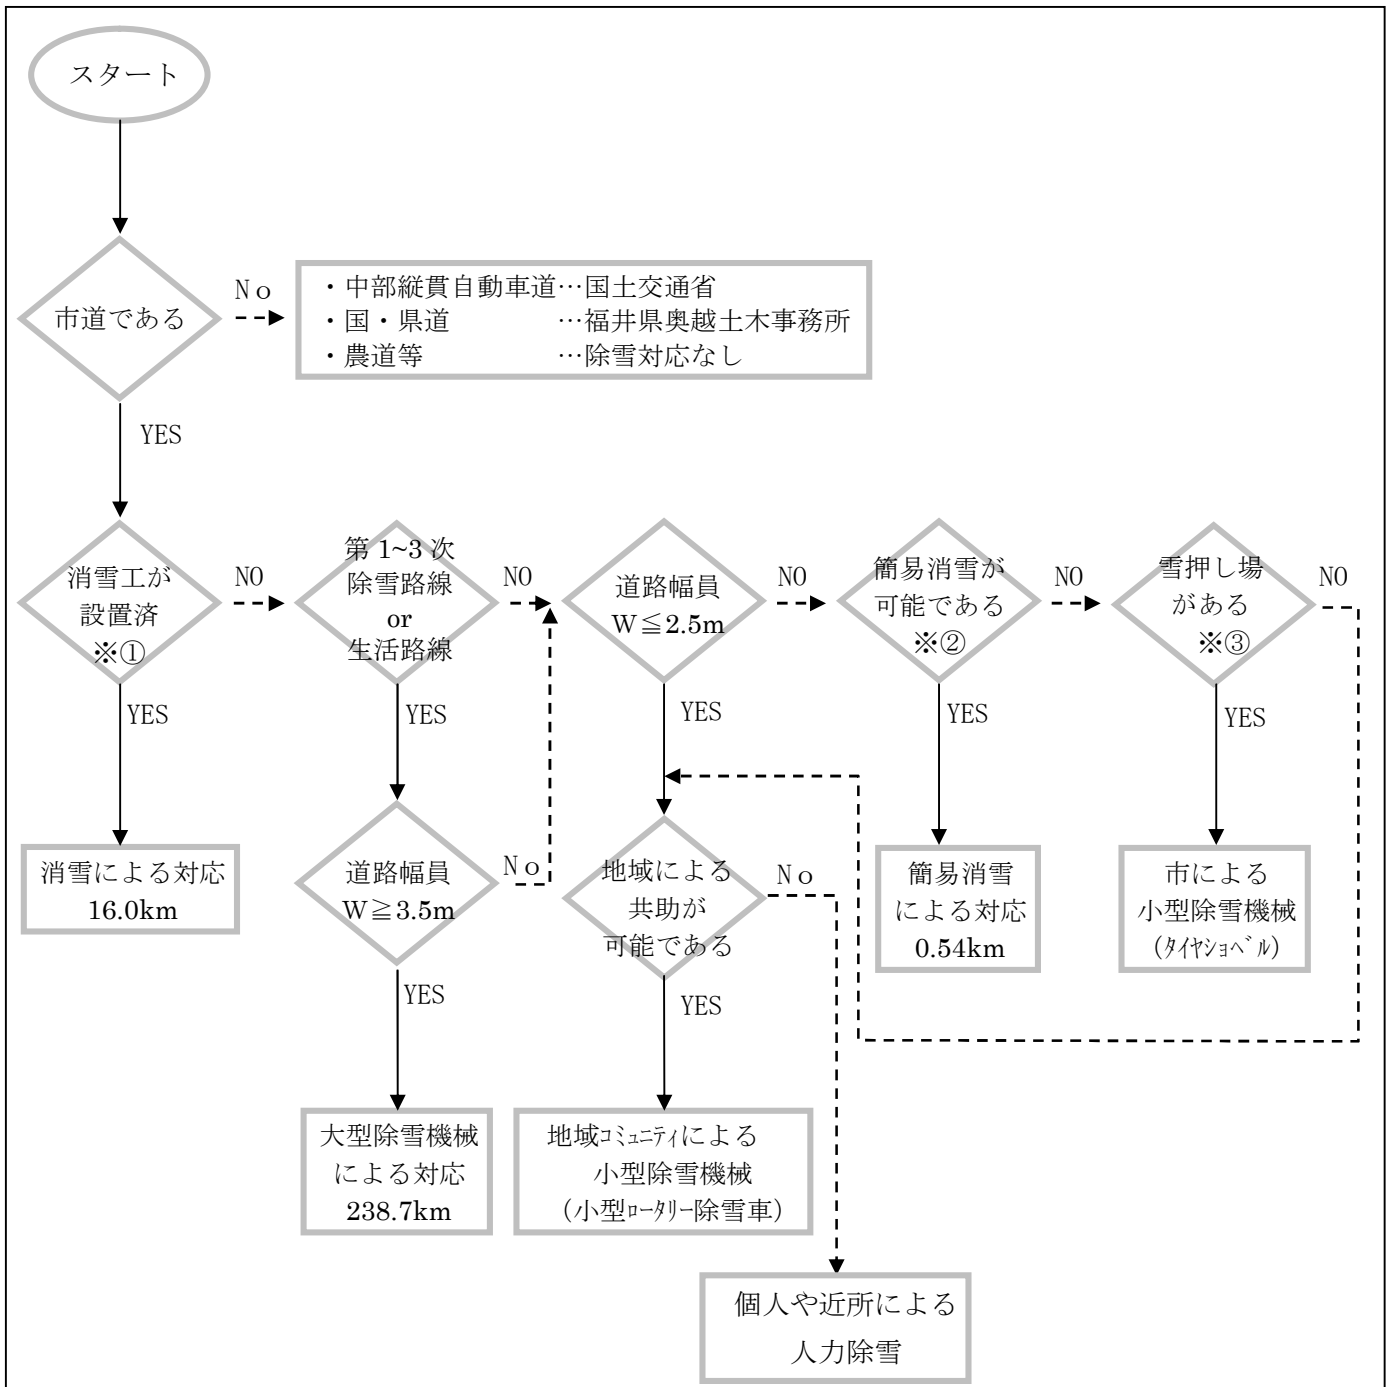 スタート
市道である
No
・中部縦貫自動車道…国土交通省
・国・県道　　　　…福井県奥越土木事務所
・農道等　　　　　…除雪対応なし
YES
消雪工が
設置済
※①
NO
第 1~3 次
除雪路線
or
生活路線
NO
道路幅員
W≦2.5m
NO
簡易消雪が
可能である
※②
NO
雪押し場
がある
※③
NO
YES
YES
YES
YES
YES
消雪による対応
16.0km
道路幅員
W≧3.5m
No
地域による
共助が
可能である
No
簡易消雪
による対応
0.54km
市による
小型除雪機械
(ﾀｲﾔｼｮﾍﾞﾙ)
YES
YES
大型除雪機械
による対応
238.7km
地域ｺﾐｭﾆﾃｨによる
小型除雪機械
(小型ﾛｰﾀﾘｰ除雪車)
個人や近所による
人力除雪